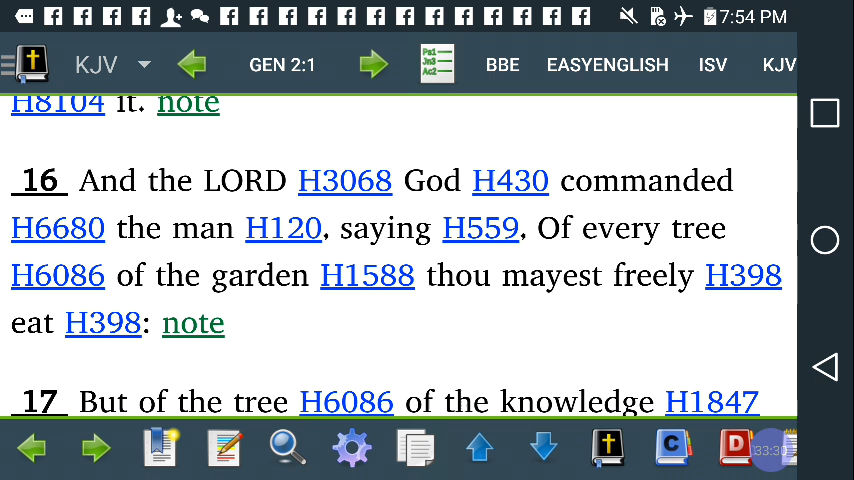 7:54 PM
KJV GEN 2:1 BBE EASYENGLISH ISV KJV
H8104 it. note
16 And the LORD H3068 God H430 commanded
H6680 the man H120, saying H559, Of every tree
H6086 of the garden H1588 thou mayest freely H398
eat H398: note
17 But of the tree H6086 of the knowledge H1847
33:30